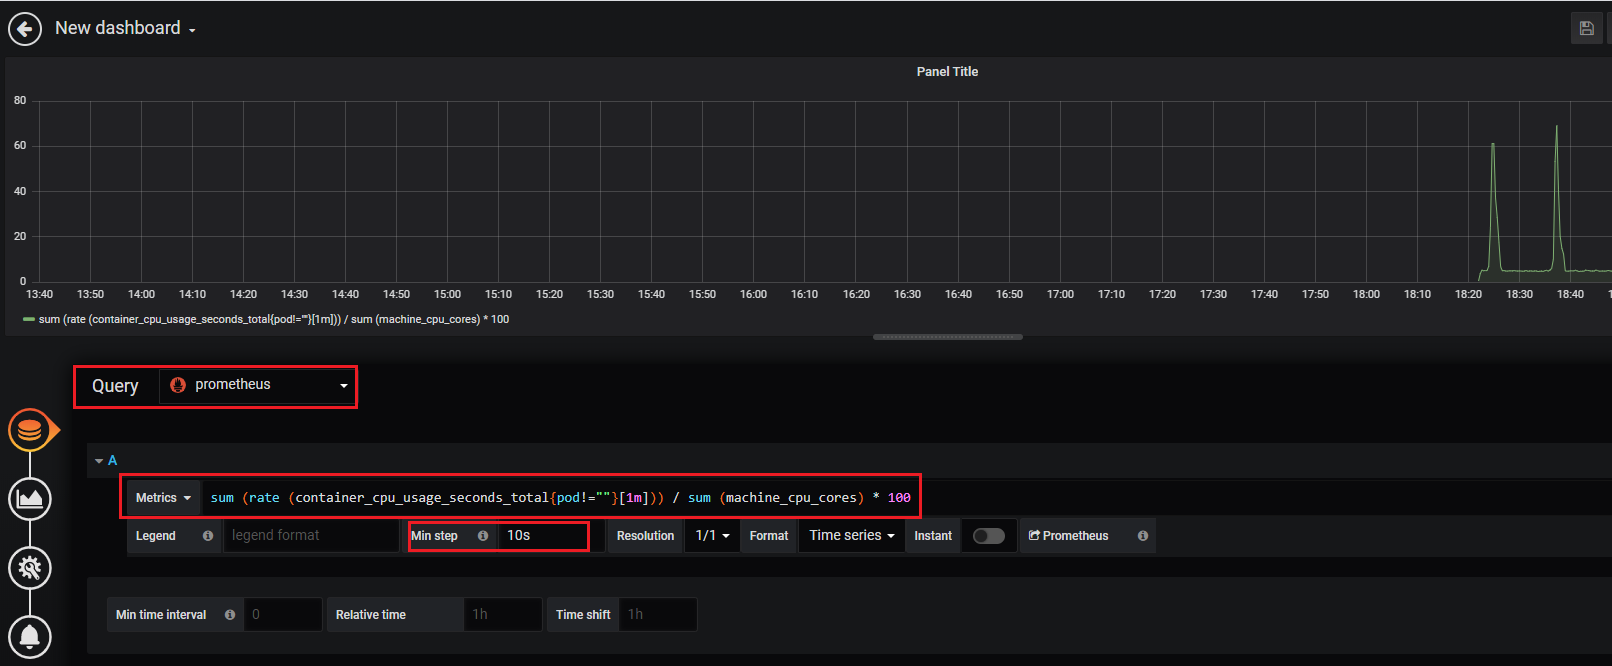 New dashboard
Panel Title
80
60
40
20
0
13:40 13:50 14:00 14:10 14:20 14:30 14:40 14:50 15:00 15:10 15:20 15:30 15:40 15:50 16:00 16:10 16:20 16:30 16:40 16:50 17:00 17:10 17:20 17:30 17:40 17:50 18:00 18:10 18:20 18:30 18:40
sum (rate (container_cpu_usage_seconds_total{pod!=""}[1m])) / sum (machine_cpu_cores) * 100
Query prometheus
A
Metrics sum (rate (container_cpu_usage_seconds_total{pod!=""}[1m])) / sum (machine_cpu_cores) * 100
Legend legend format Min step 10s Resolution 1/1 Format Time series Instant Prometheus
Min time interval 0 Relative time 1h Time shift 1h